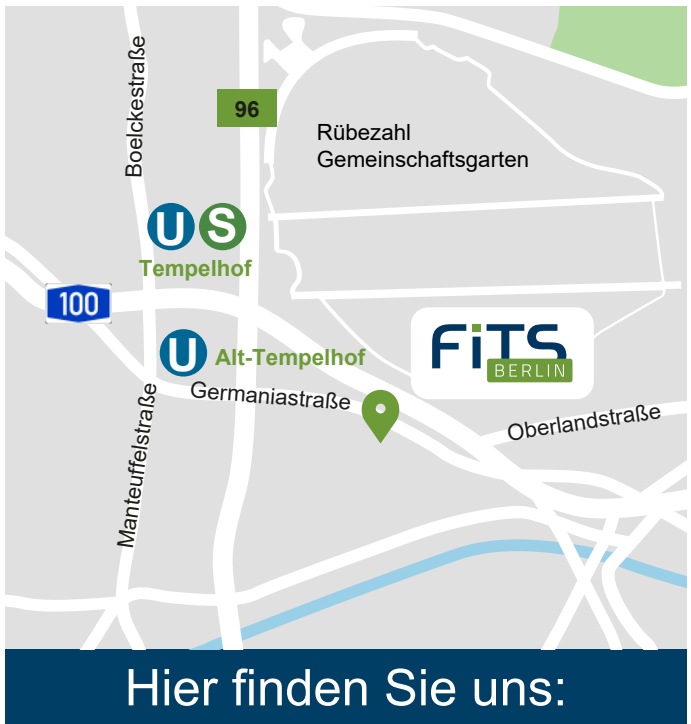 Boelckestraße
96
Rübezahl
Gemeinschaftsgarten
U S
Tempelhof
100
U Alt-Tempelhof
FiTS
BERLIN
Germaniastraße
Oberlandstraße
Manteuffelstraße
Hier finden Sie uns: